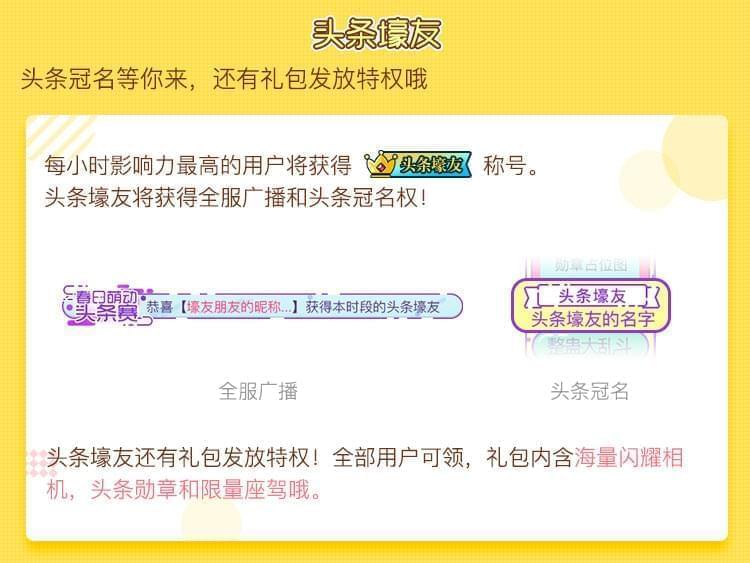 头条壕友
头条冠名等你来，还有礼包发放特权哦
每小时影响力最高的用户将获得 头条壕友 称号。
头条壕友将获得全服广播和头条冠名权！
勋章占位图
春日萌动
头条赛
恭喜【壕友朋友的昵称...】获得本时段的头条壕友
头条壕友
头条壕友的名字
整蛊大乱斗
全服广播
头条冠名
头条壕友还有礼包发放特权！全部用户可领，礼包内含海量闪耀相
机，头条勋章和限量座驾哦。